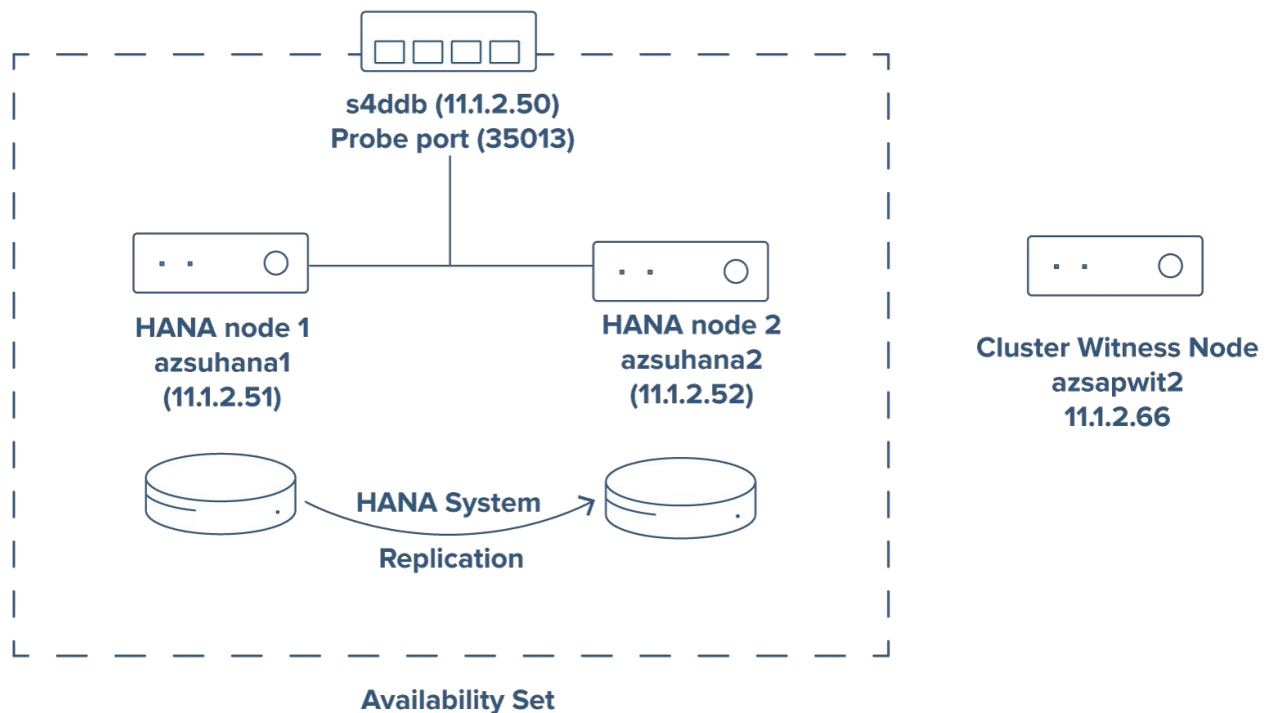 s4ddb (11.1.2.50)
Probe port (35013)
HANA node 1
azsuhana1
(11.1.2.51)
HANA node 2
azsuhana2
(11.1.2.52)
Cluster Witness Node
azsapwit2
11.1.2.66
HANA System
Replication
Availability Set